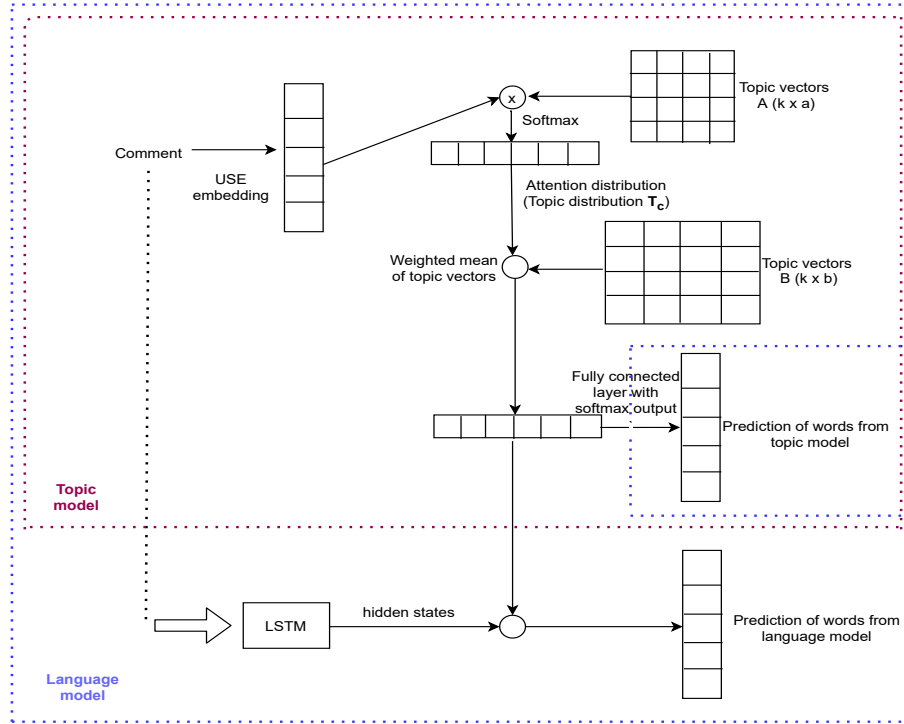 x
Topic vectors
A (k x a)
Softmax
Comment
USE
embedding
Attention distribution
(Topic distribution T_c)
Weighted mean
of topic vectors
Topic vectors
B (k x b)
Fully connected
layer with
softmax output
Prediction of words from
topic model
Topic
model
hidden states
LSTM
Prediction of words from
language model
Language
model